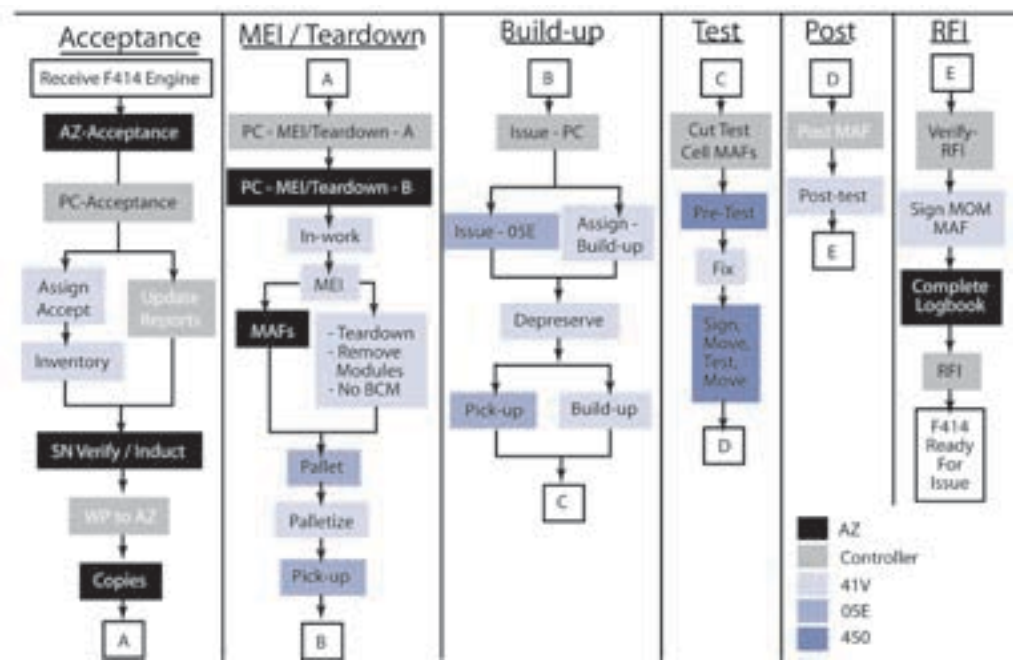 Acceptance
Receive F414 Engine
AZ-Acceptance
PC-Acceptance
Assign
Accept
Update
Reports
Inventory
SN Verify / Induct
WP to AZ
Copies
A
MEI / Teardown
A
PC - MEI/Teardown - A
PC - MEI/Teardown - B
In-work
MEI
MAFs
- Teardown
- Remove
Modules
- No BCM
Pallet
Palletize
Pick-up
B
Build-up
B
Issue - PC
Issue - 05E
Assign -
Build-up
Depreserve
Pick-up
Build-up
C
Test
C
Cut Test
Cell MAFs
Pre-Test
Fix
Sign,
Move,
Test,
Move
D
Post
D
Post MAF
Post-test
E
RFI
E
Verify-
RFI
Sign MOM
MAF
Complete
Logbook
RFI
F414
Ready
For
Issue
AZ
Controller
41V
05E
450